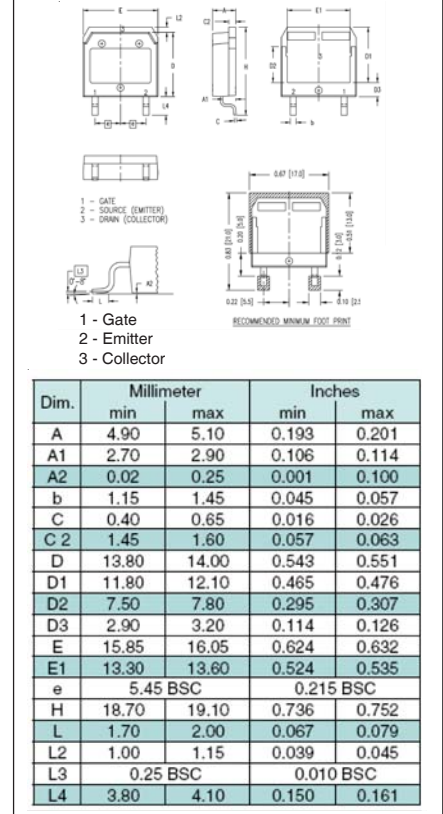 E
L2
A
C2
E1
D
H
D2
3
D1
1 2
L4
A1
C
2 1
b
D3
e e
1 - GATE
2 - SOURCE (EMITTER)
3 - DRAIN (COLLECTOR)
0.67 [17.0]
0.83 [21.0]
0.20 [5.0]
0.12 [3.0]
0.51 [13.0]
L3
A2
L
0.22 [5.5]
0.10 [2.5
RECOMMENDED MINIMUM FOOT PRINT
1 - Gate
2 - Emitter
3 - Collector
Dim. Millimeter Inches
min max min max
A 4.90 5.10 0.193 0.201
A1 2.70 2.90 0.106 0.114
A2 0.02 0.25 0.001 0.100
b 1.15 1.45 0.045 0.057
C 0.40 0.65 0.016 0.026
C 2 1.45 1.60 0.057 0.063
D 13.80 14.00 0.543 0.551
D1 11.80 12.10 0.465 0.476
D2 7.50 7.80 0.295 0.307
D3 2.90 3.20 0.114 0.126
E 15.85 16.05 0.624 0.632
E1 13.30 13.60 0.524 0.535
e 5.45 BSC 0.215 BSC
H 18.70 19.10 0.736 0.752
L 1.70 2.00 0.067 0.079
L2 1.00 1.15 0.039 0.045
L3 0.25 BSC 0.010 BSC
L4 3.80 4.10 0.150 0.161